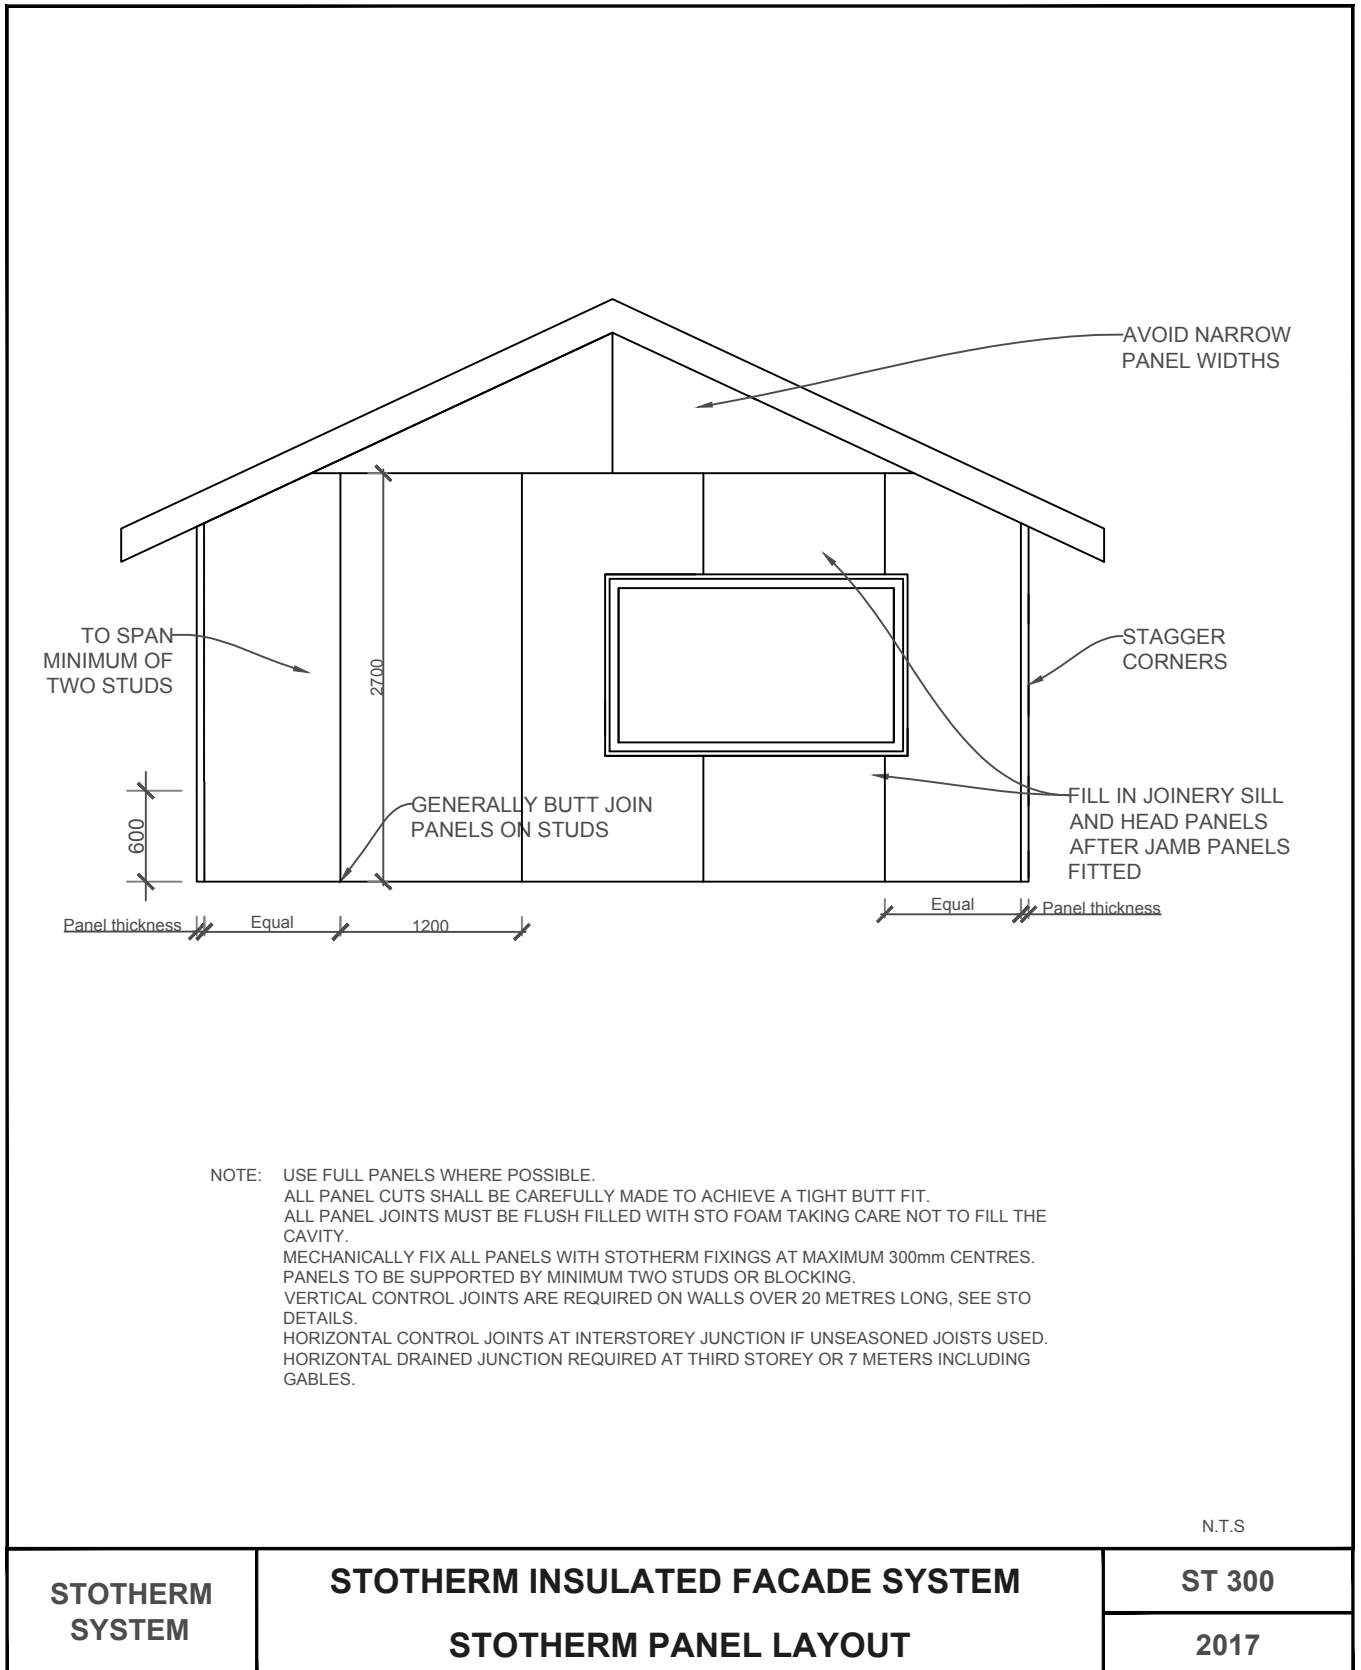 AVOID NARROW
PANEL WIDTHS
TO SPAN
MINIMUM OF
TWO STUDS
2700
STAGGER
CORNERS
600
GENERALLY BUTT JOIN
PANELS ON STUDS
FILL IN JOINERY SILL
AND HEAD PANELS
AFTER JAMB PANELS
FITTED
Panel thickness
Equal
1200
Equal
Panel thickness
NOTE: USE FULL PANELS WHERE POSSIBLE.
ALL PANEL CUTS SHALL BE CAREFULLY MADE TO ACHIEVE A TIGHT BUTT FIT.
ALL PANEL JOINTS MUST BE FLUSH FILLED WITH STO FOAM TAKING CARE NOT TO FILL THE
CAVITY.
MECHANICALLY FIX ALL PANELS WITH STOTHERM FIXINGS AT MAXIMUM 300mm CENTRES.
PANELS TO BE SUPPORTED BY MINIMUM TWO STUDS OR BLOCKING.
VERTICAL CONTROL JOINTS ARE REQUIRED ON WALLS OVER 20 METRES LONG, SEE STO
DETAILS.
HORIZONTAL CONTROL JOINTS AT INTERSTOREY JUNCTION IF UNSEASONED JOISTS USED.
HORIZONTAL DRAINED JUNCTION REQUIRED AT THIRD STOREY OR 7 METERS INCLUDING
GABLES.
N.T.S
STOTHERM
SYSTEM
STOTHERM INSULATED FACADE SYSTEM
STOTHERM PANEL LAYOUT
ST 300
2017